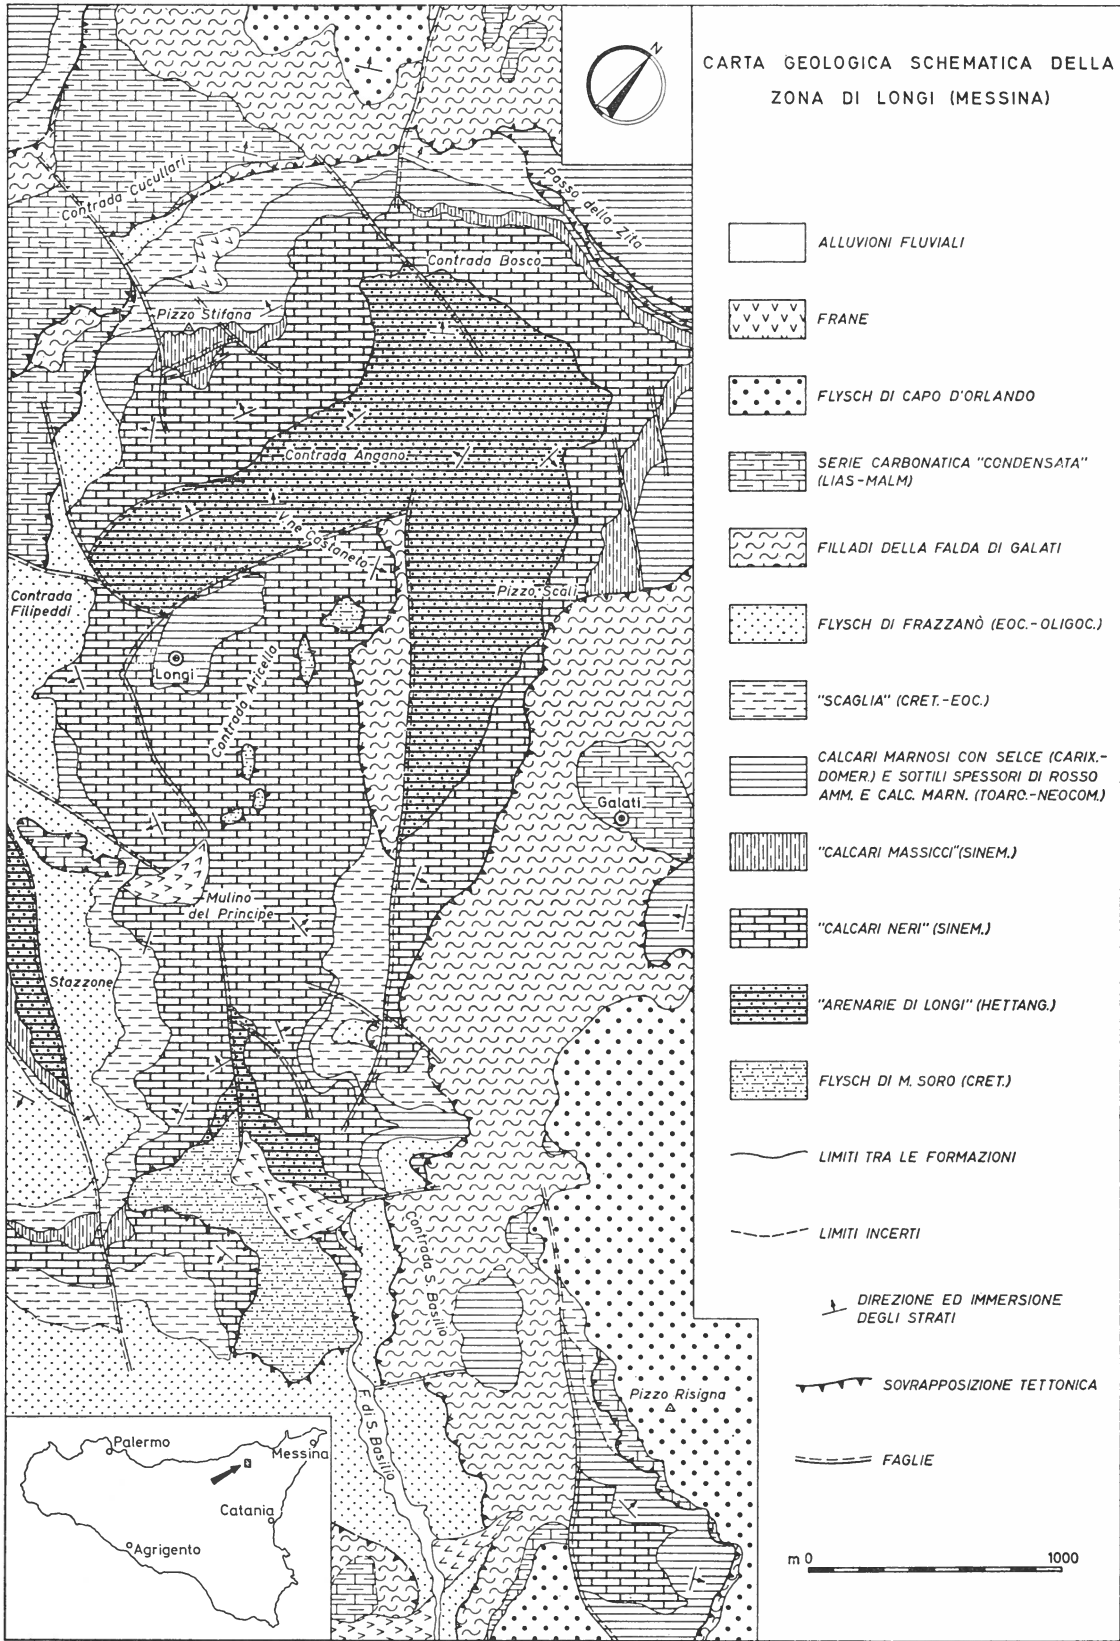 CARTA GEOLOGICA SCHEMATICA DELLA
ZONA DI LONGI (MESSINA)
N
ALLUVIONI FLUVIALI
FRANE
FLYSCH DI CAPO D'ORLANDO
SERIE CARBONATICA "CONDENSATA"
(LIAS-MALM)
FILLADI DELLA FALDA DI GALATI
FLYSCH DI FRAZZANÒ (EOC.-OLIGOC.)
"SCAGLIA" (CRET.-EOC.)
CALCARI MARNOSI CON SELCE (CARIX.-
DOMER.) E SOTTILI SPESSORI DI ROSSO
AMM. E CALC. MARN. (TOARC.-NEOCOM.)
"CALCARI MASSICCI" (SINEM.)
"CALCARI NERI" (SINEM.)
"ARENARIE DI LONGI" (HETTANG.)
FLYSCH DI M. SORO (CRET.)
LIMITI TRA LE FORMAZIONI
LIMITI INCERTI
DIREZIONE ED IMMERSIONE
DEGLI STRATI
SOVRAPPOSIZIONE TETTONICA
FAGLIE
m 0 1000
Contrada Cucullari
Passo della Zita
Contrada Bosco
Pizzo Stifana
Contrada Angano
Vne Castaneto
Contrada
Filipeddi
Pizzo Scali
Longi
Contrada Aricella
Galati
Mulino
del Principe
Stazzone
Contrada S. Basilio
Pizzo Risigna
F. di S. Basilio
Palermo
Messina
Catania
Agrigento